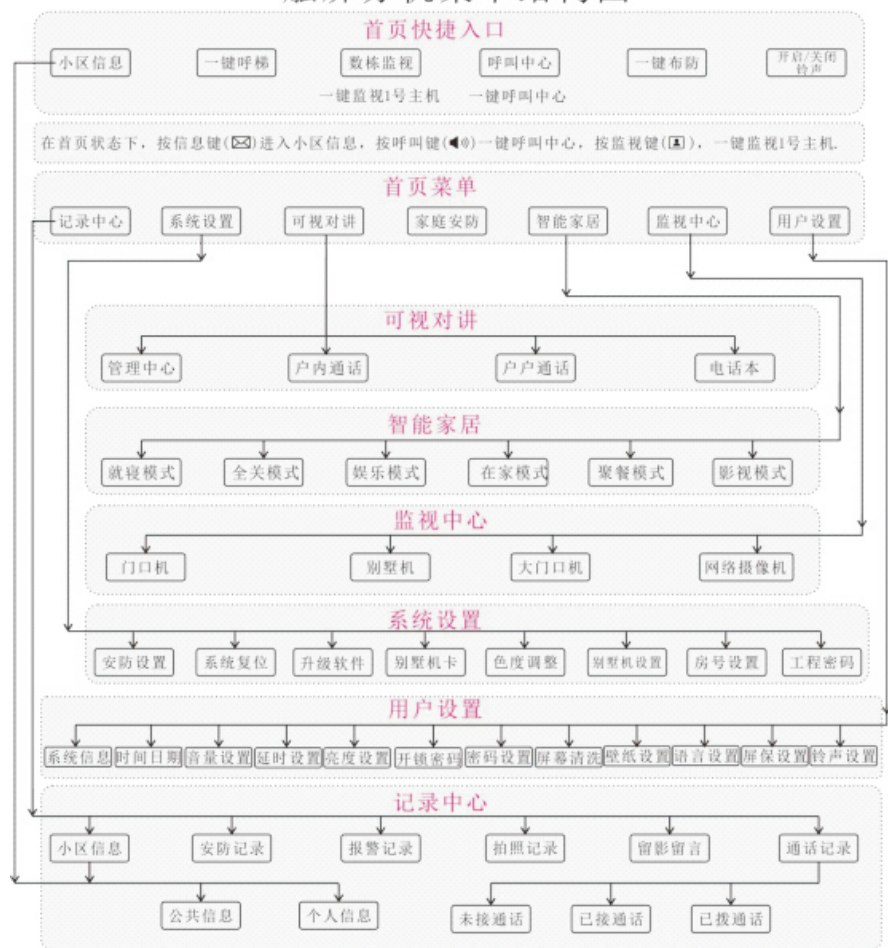 首页快捷入口
小区信息 一键呼梯 数栋监视 呼叫中心 一键布防 开启/关闭
铃声
一键监视1号主机 一键呼叫中心
在首页状态下，按信息键()进入小区信息，按呼叫键()一键呼叫中心，按监视键()，一键监视1号主机.
首页菜单
记录中心 系统设置 可视对讲 家庭安防 智能家居 监视中心 用户设置
可视对讲
管理中心 户内通话 户户通话 电话本
智能家居
就寝模式 全关模式 娱乐模式 在家模式 聚餐模式 影视模式
监视中心
门口机 别墅机 大门口机 网络摄像机
系统设置
安防设置 系统复位 升级软件 别墅机卡 色度调整 别墅机设置 房号设置 工程密码
用户设置
系统信息 时间日期 音量设置 延时设置 亮度设置 开锁密码 密码设置 屏幕清洗 壁纸设置 语言设置 屏保设置 铃声设置
记录中心
小区信息 安防记录 报警记录 拍照记录 留影留言 通话记录
公共信息 个人信息 未接通话 已接通话 已拨通话